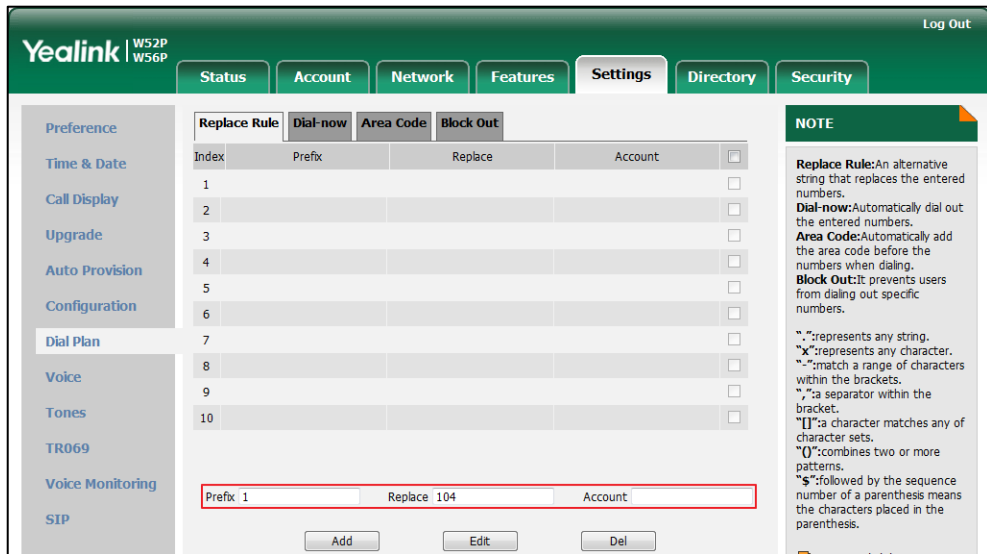 Log Out
Yealink | W52P W56P
Status Account Network Features Settings Directory Security
Preference
Time & Date
Call Display
Upgrade
Auto Provision
Configuration
Dial Plan
Voice
Tones
TR069
Voice Monitoring
SIP
Replace Rule Dial-now Area Code Block Out
Index Prefix Replace Account
1
2
3
4
5
6
7
8
9
10
Prefix 1 Replace 104 Account
Add Edit Del
NOTE
Replace Rule:An alternative
string that replaces the entered
numbers.
Dial-now:Automatically dial out
the entered numbers.
Area Code:Automatically add
the area code before the
numbers when dialing.
Block Out:It prevents users
from dialing out specific
numbers.
".":represents any string.
"x":represents any character.
"-":match a range of characters
within the brackets.
",":a separator within the
bracket.
"[]":a character matches any of
character sets.
"()":combines two or more
patterns.
"$":followed by the sequence
number of a parenthesis means
the characters placed in the
parenthesis.